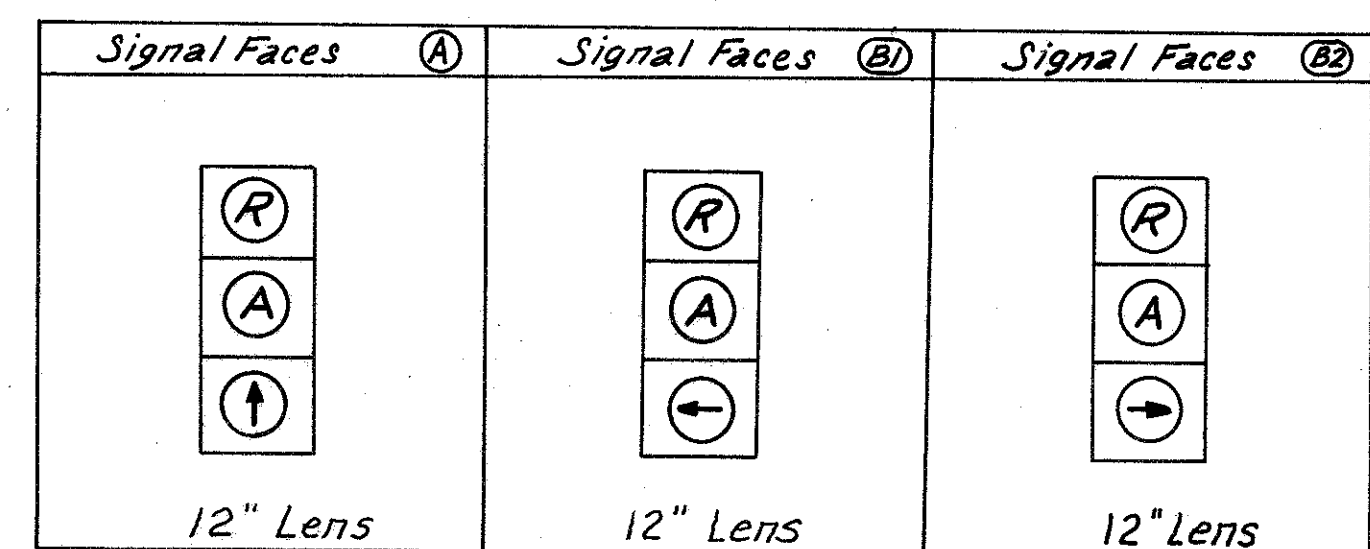 Signal Faces A
R
A
↑
12" Lens
Signal Faces B1
R
A
←
12" Lens
Signal Faces B2
R
A
→
12" Lens